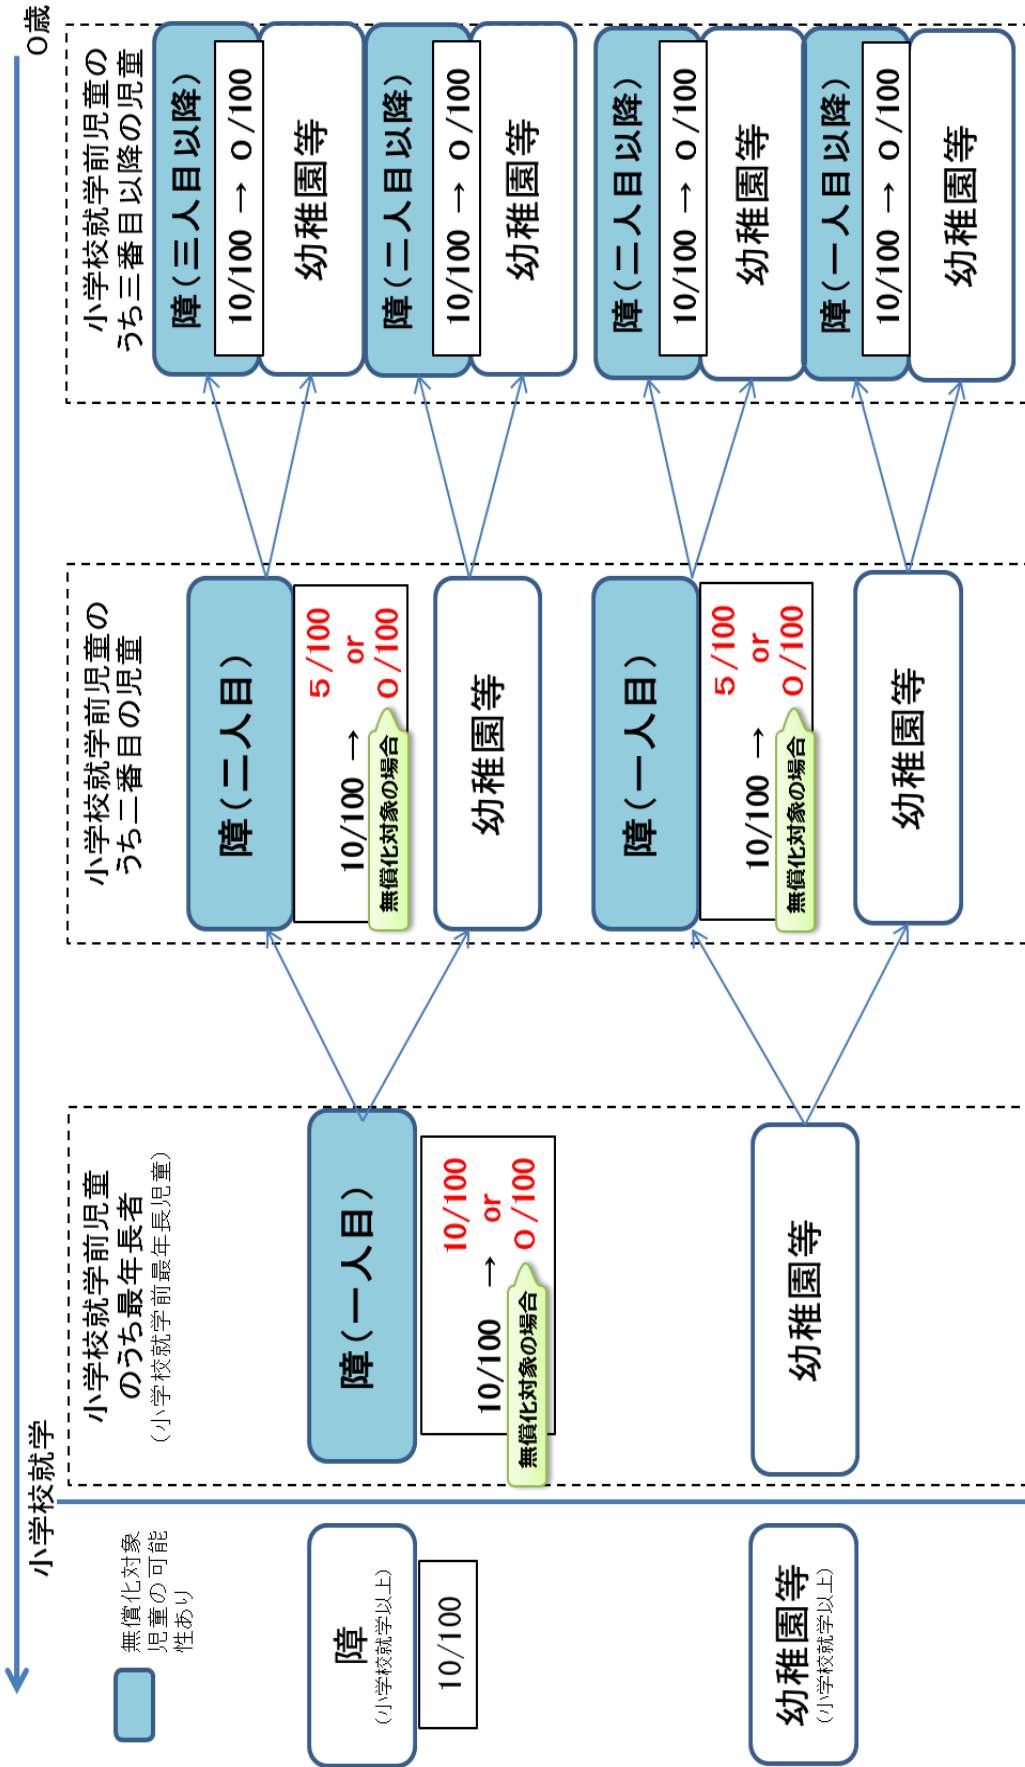 小学校就学
０歳
無償化対象
児童の可能
性あり
障
（小学校就学以上）
10/100
幼稚園等
（小学校就学以上）
小学校就学前児童
のうち最年長者
（小学校就学前最年長児童）
障（一人目）
10/100 →
10/100
or
０/100
無償化対象の場合
幼稚園等
小学校就学前児童の
うち二番目の児童
障（二人目）
10/100 →
５/100
or
０/100
無償化対象の場合
幼稚園等
障（一人目）
10/100 →
５/100
or
０/100
無償化対象の場合
幼稚園等
小学校就学前児童の
うち三番目以降の児童
障（三人目以降）
10/100 → ０/100
幼稚園等
障（二人目以降）
10/100 → ０/100
幼稚園等
障（二人目以降）
10/100 → ０/100
幼稚園等
障（一人目以降）
10/100 → ０/100
幼稚園等